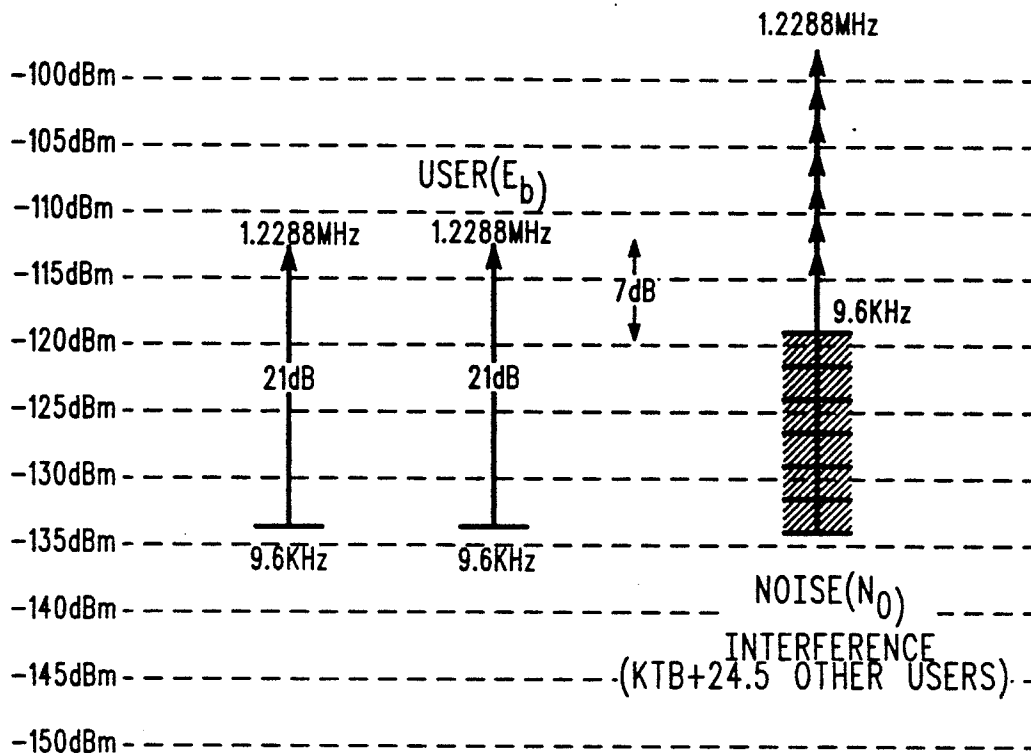 1.2288MHz
-100dBm
-105dBm
USER(Eb)
-110dBm
1.2288MHz 1.2288MHz
-115dBm
7dB
9.6KHz
-120dBm
21dB 21dB
-125dBm
-130dBm
-135dBm
9.6KHz 9.6KHz
NOISE(N0)
-140dBm
INTERFERENCE
-145dBm
(KTB+24.5 OTHER USERS)
-150dBm